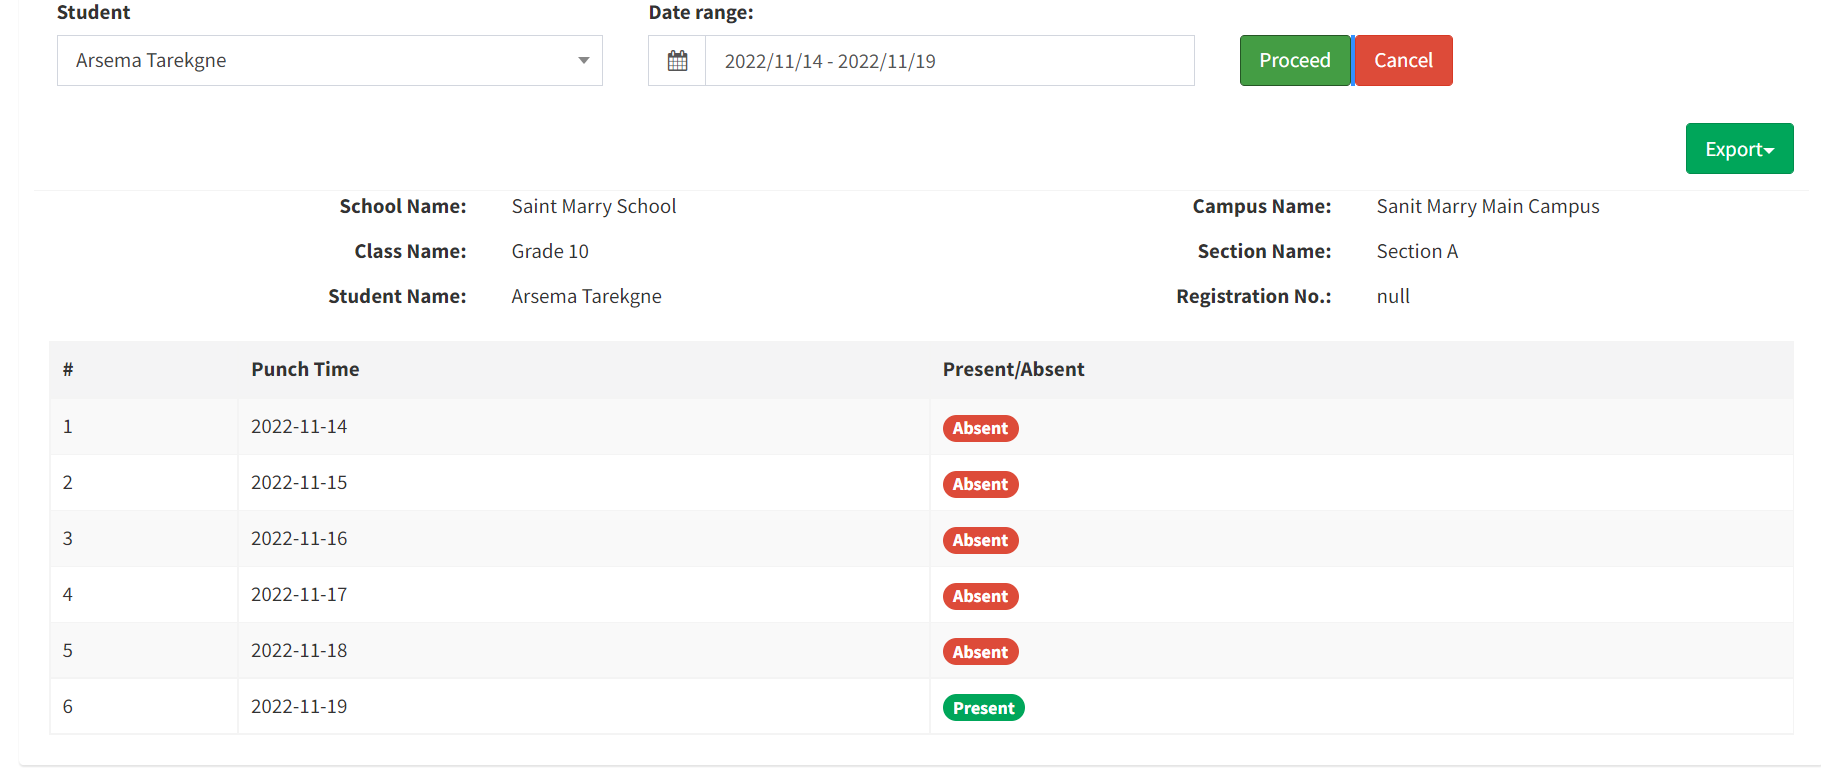 Student
Date range:
Arsema Tarekgne
2022/11/14 - 2022/11/19
Proceed
Cancel
Export
School Name: Saint Marry School
Campus Name: Sanit Marry Main Campus
Class Name: Grade 10
Section Name: Section A
Student Name: Arsema Tarekgne
Registration No.: null
# Punch Time Present/Absent
1 2022-11-14 Absent
2 2022-11-15 Absent
3 2022-11-16 Absent
4 2022-11-17 Absent
5 2022-11-18 Absent
6 2022-11-19 Present